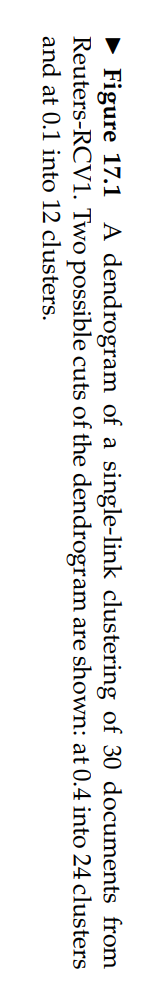 ▶ Figure 17.1 A dendrogram of a single-link clustering of 30 documents from
Reuters-RCV1. Two possible cuts of the dendrogram are shown: at 0.4 into 24 clusters
and at 0.1 into 12 clusters.